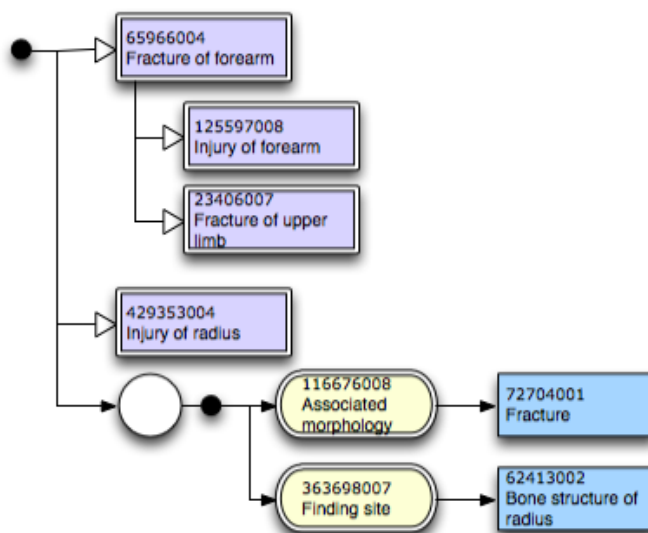 65966004
Fracture of forearm
125597008
Injury of forearm
23406007
Fracture of upper
limb
429353004
Injury of radius
116676008
Associated
morphology
72704001
Fracture
363698007
Finding site
62413002
Bone structure of
radius